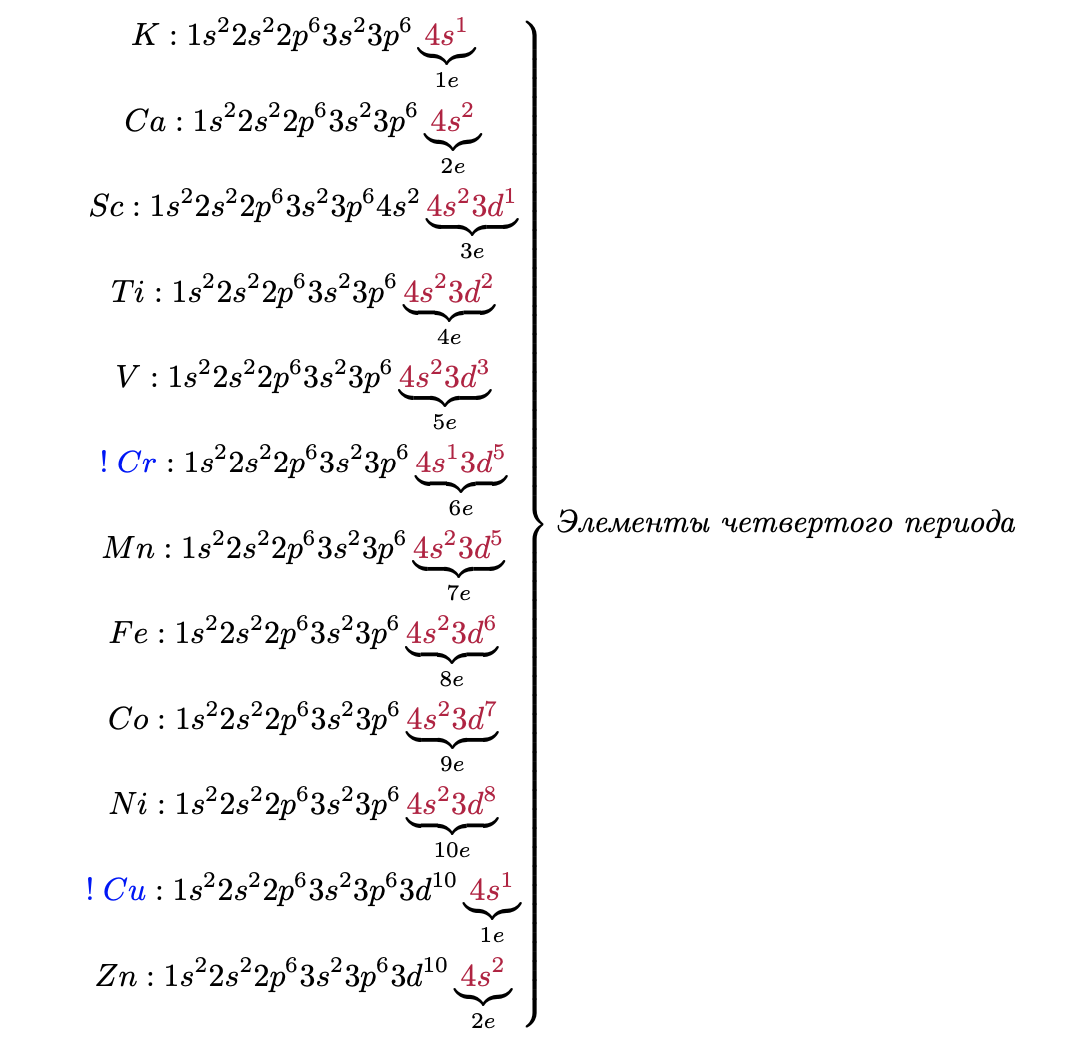 K : 1s²2s²2p⁶3s²3p⁶ 4s¹
1e
Ca : 1s²2s²2p⁶3s²3p⁶ 4s²
2e
Sc : 1s²2s²2p⁶3s²3p⁶4s² 4s²3d¹
3e
Ti : 1s²2s²2p⁶3s²3p⁶ 4s²3d²
4e
V : 1s²2s²2p⁶3s²3p⁶ 4s²3d³
5e
! Cr : 1s²2s²2p⁶3s²3p⁶ 4s¹3d⁵
6e
Элементы четвертого периода
Mn : 1s²2s²2p⁶3s²3p⁶ 4s²3d⁵
7e
Fe : 1s²2s²2p⁶3s²3p⁶ 4s²3d⁶
8e
Co : 1s²2s²2p⁶3s²3p⁶ 4s²3d⁷
9e
Ni : 1s²2s²2p⁶3s²3p⁶ 4s²3d⁸
10e
! Cu : 1s²2s²2p⁶3s²3p⁶3d¹⁰ 4s¹
1e
Zn : 1s²2s²2p⁶3s²3p⁶3d¹⁰ 4s²
2e